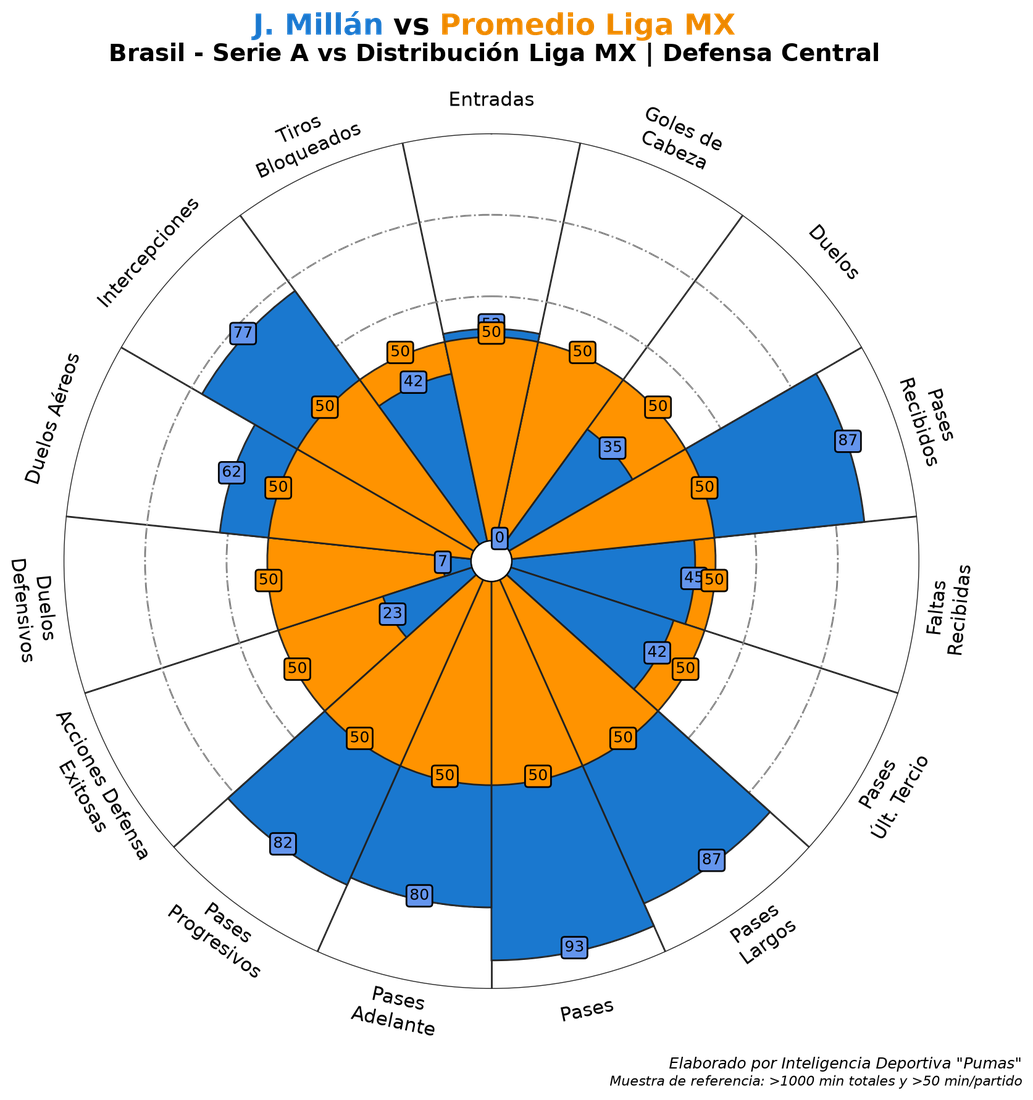 J. Millán vs Promedio Liga MX
Brasil - Serie A vs Distribución Liga MX | Defensa Central
Entradas
Goles de
Cabeza
Duelos
Pases
Recibidos
Faltas
Recibidas
Pases
Últ. Tercio
Pases
Largos
Pases
Pases
Adelante
Pases
Progresivos
Acciones Defensa
Exitosas
Duelos
Defensivos
Duelos Aéreos
Intercepciones
Tiros
Bloqueados
50
0
50
35
50
87
50
45
50
42
50
87
50
93
50
80
50
82
50
23
50
7
50
62
50
77
50
42
50
Elaborado por Inteligencia Deportiva "Pumas"
Muestra de referencia: >1000 min totales y >50 min/partido